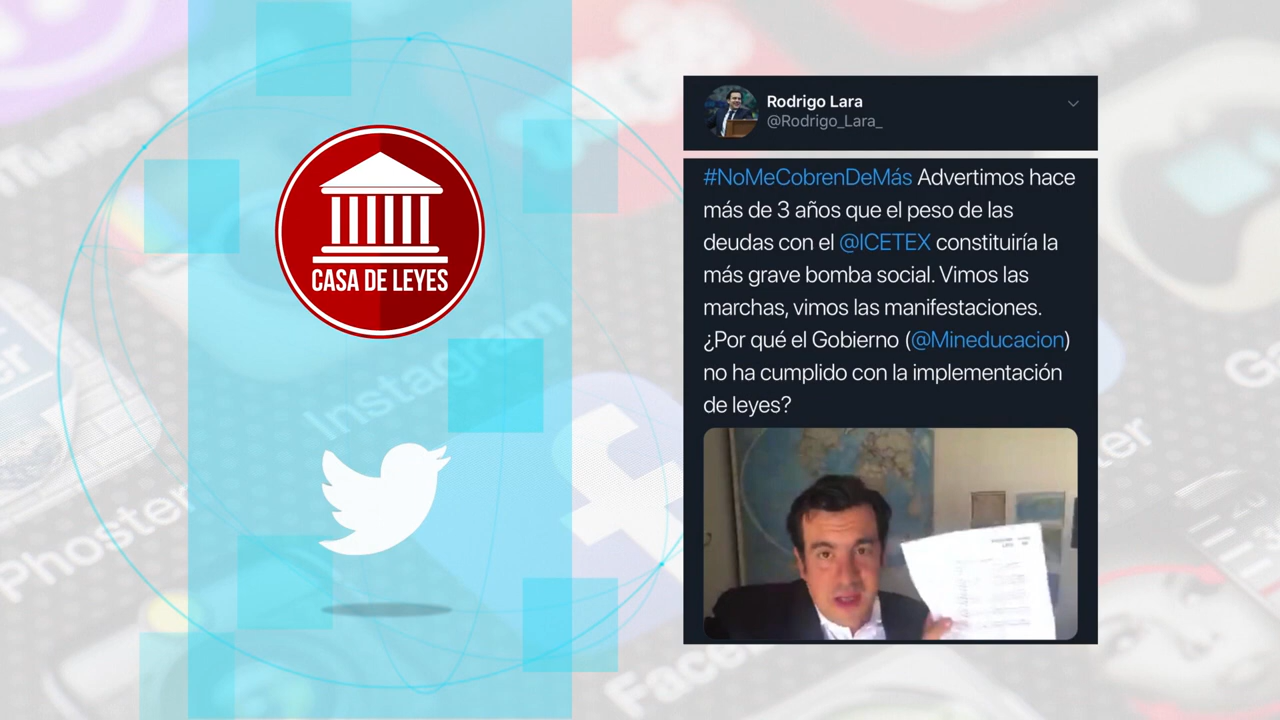 CASA DE LEYES
Rodrigo Lara
@Rodrigo_Lara_
#NoMeCobrenDeMás Advertimos hace
más de 3 años que el peso de las
deudas con el @ICETEX constituiría la
más grave bomba social. Vimos las
marchas, vimos las manifestaciones.
¿Por qué el Gobierno (@Mineducacion)
no ha cumplido con la implementación
de leyes?
Instagram
Phoster